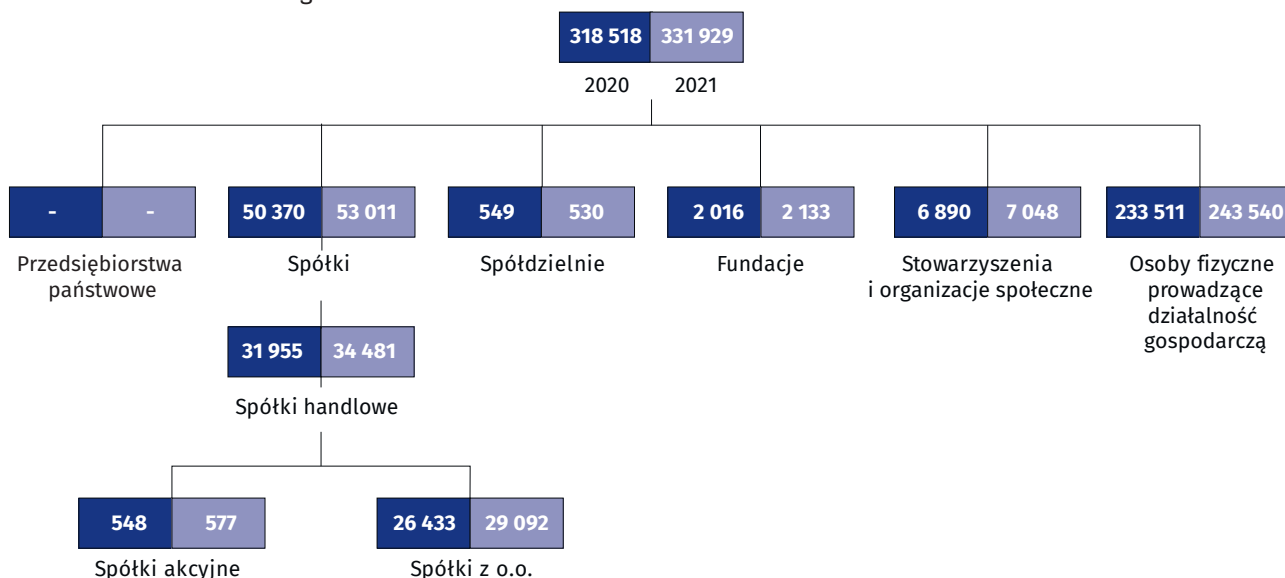 318 518 331 929
2020 2021
- - 50 370 53 011 549 530 2 016 2 133 6 890 7 048 233 511 243 540
Przedsiębiorstwa
państwowe
Spółki
Spółdzielnie
Fundacje
Stowarzyszenia
i organizacje społeczne
Osoby fizyczne
prowadzące
działalność
gospodarczą
31 955 34 481
Spółki handlowe
548 577 26 433 29 092
Spółki akcyjne Spółki z o.o.